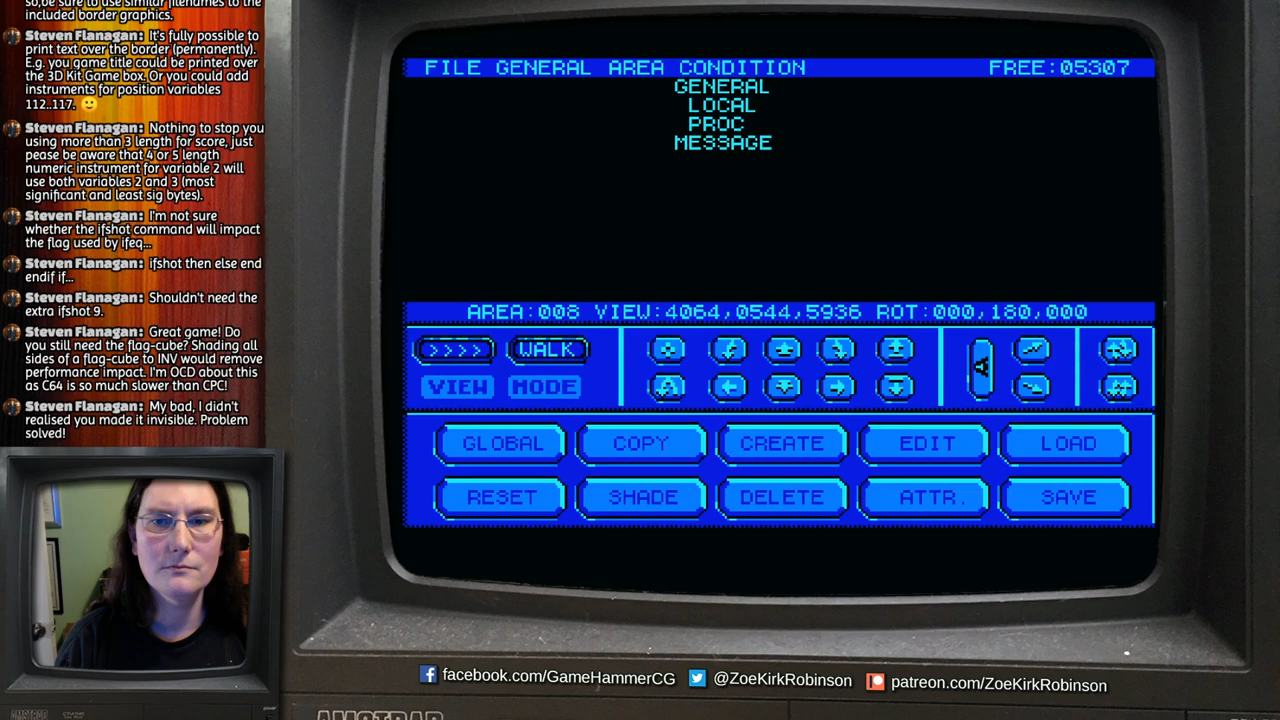 so,be sure to use similar filenames to the
included border graphics.
Steven Flanagan: It's fully possible to
print text over the border (permanently).
E.g. you game title could be printed over
the 3D Kit Game box. Or you could add
instruments for position variables
112..117. 🙂
Steven Flanagan: Nothing to stop you
using more than 3 length for score, just
pease be aware that 4 or 5 length
numeric instrument for variable 2 will
use both variables 2 and 3 (most
significant and least sig bytes).
Steven Flanagan: I'm not sure
whether the ifshot command will impact
the flag used by ifeq...
Steven Flanagan: ifshot then else end
endif if...
Steven Flanagan: Shouldn't need the
extra ifshot 9.
Steven Flanagan: Great game! Do
you still need the flag-cube? Shading all
sides of a flag-cube to INV would remove
performance impact. I'm OCD about this
as C64 is so much slower than CPC!
Steven Flanagan: My bad, I didn't
realised you made it invisible. Problem
solved!
FILE GENERAL AREA CONDITION FREE:05307
GENERAL
LOCAL
PROC
MESSAGE
AREA:008 VIEW:4064,0544,5936 ROT:000,180,000
>>>> WALK
VIEW MODE
A
GLOBAL COPY CREATE EDIT LOAD
RESET SHADE DELETE ATTR. SAVE
facebook.com/GameHammerCG @ZoeKirkRobinson patreon.com/ZoeKirkRobinson
AMSTRAD